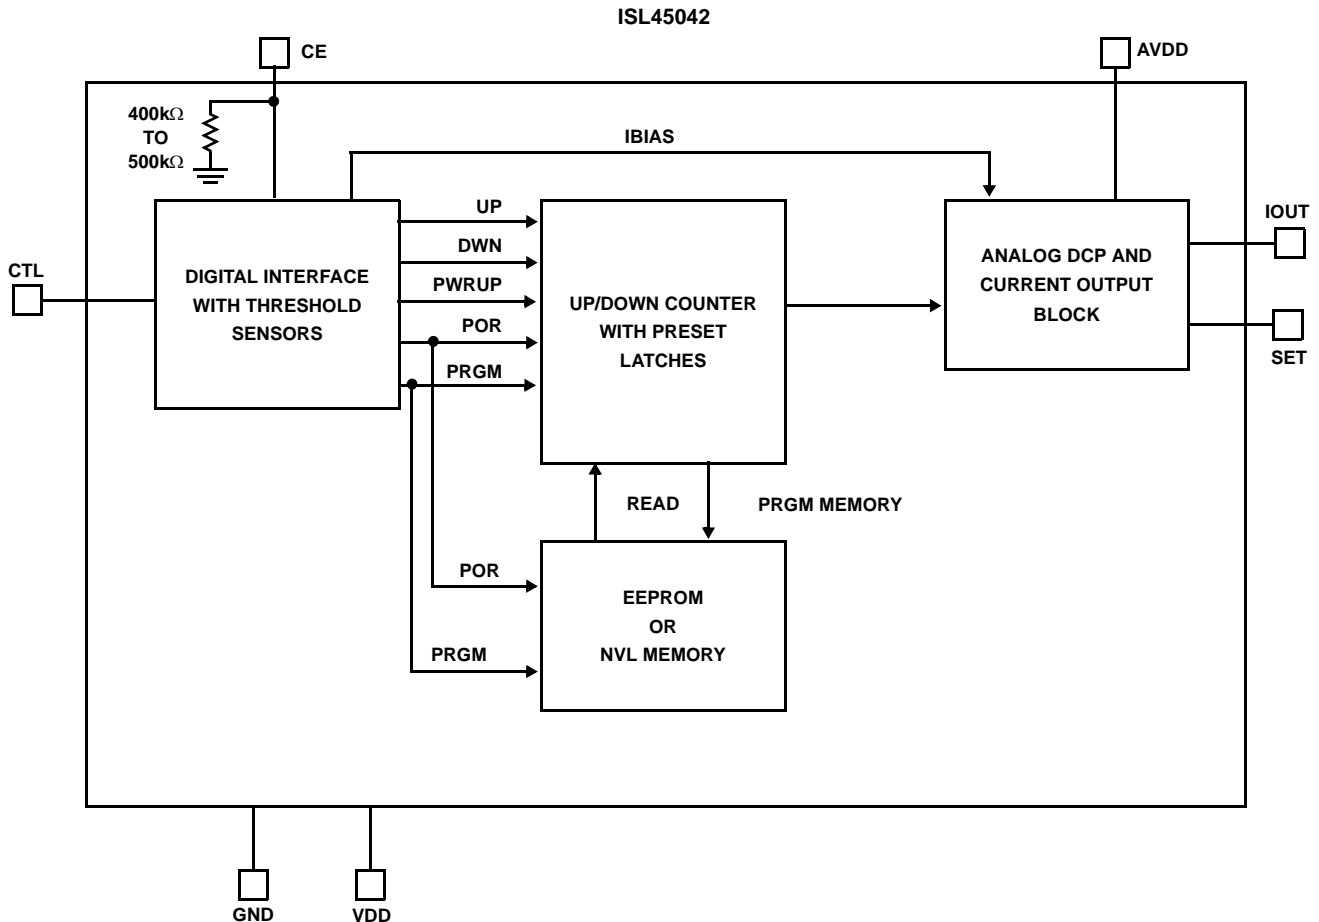 ISL45042
CE
AVDD
400kΩ
TO
500kΩ
IBIAS
CTL
DIGITAL INTERFACE
WITH THRESHOLD
SENSORS
UP
DWN
PWRUP
POR
PRGM
UP/DOWN COUNTER
WITH PRESET
LATCHES
ANALOG DCP AND
CURRENT OUTPUT
BLOCK
IOUT
SET
READ
PRGM MEMORY
POR
PRGM
EEPROM
OR
NVL MEMORY
GND
VDD